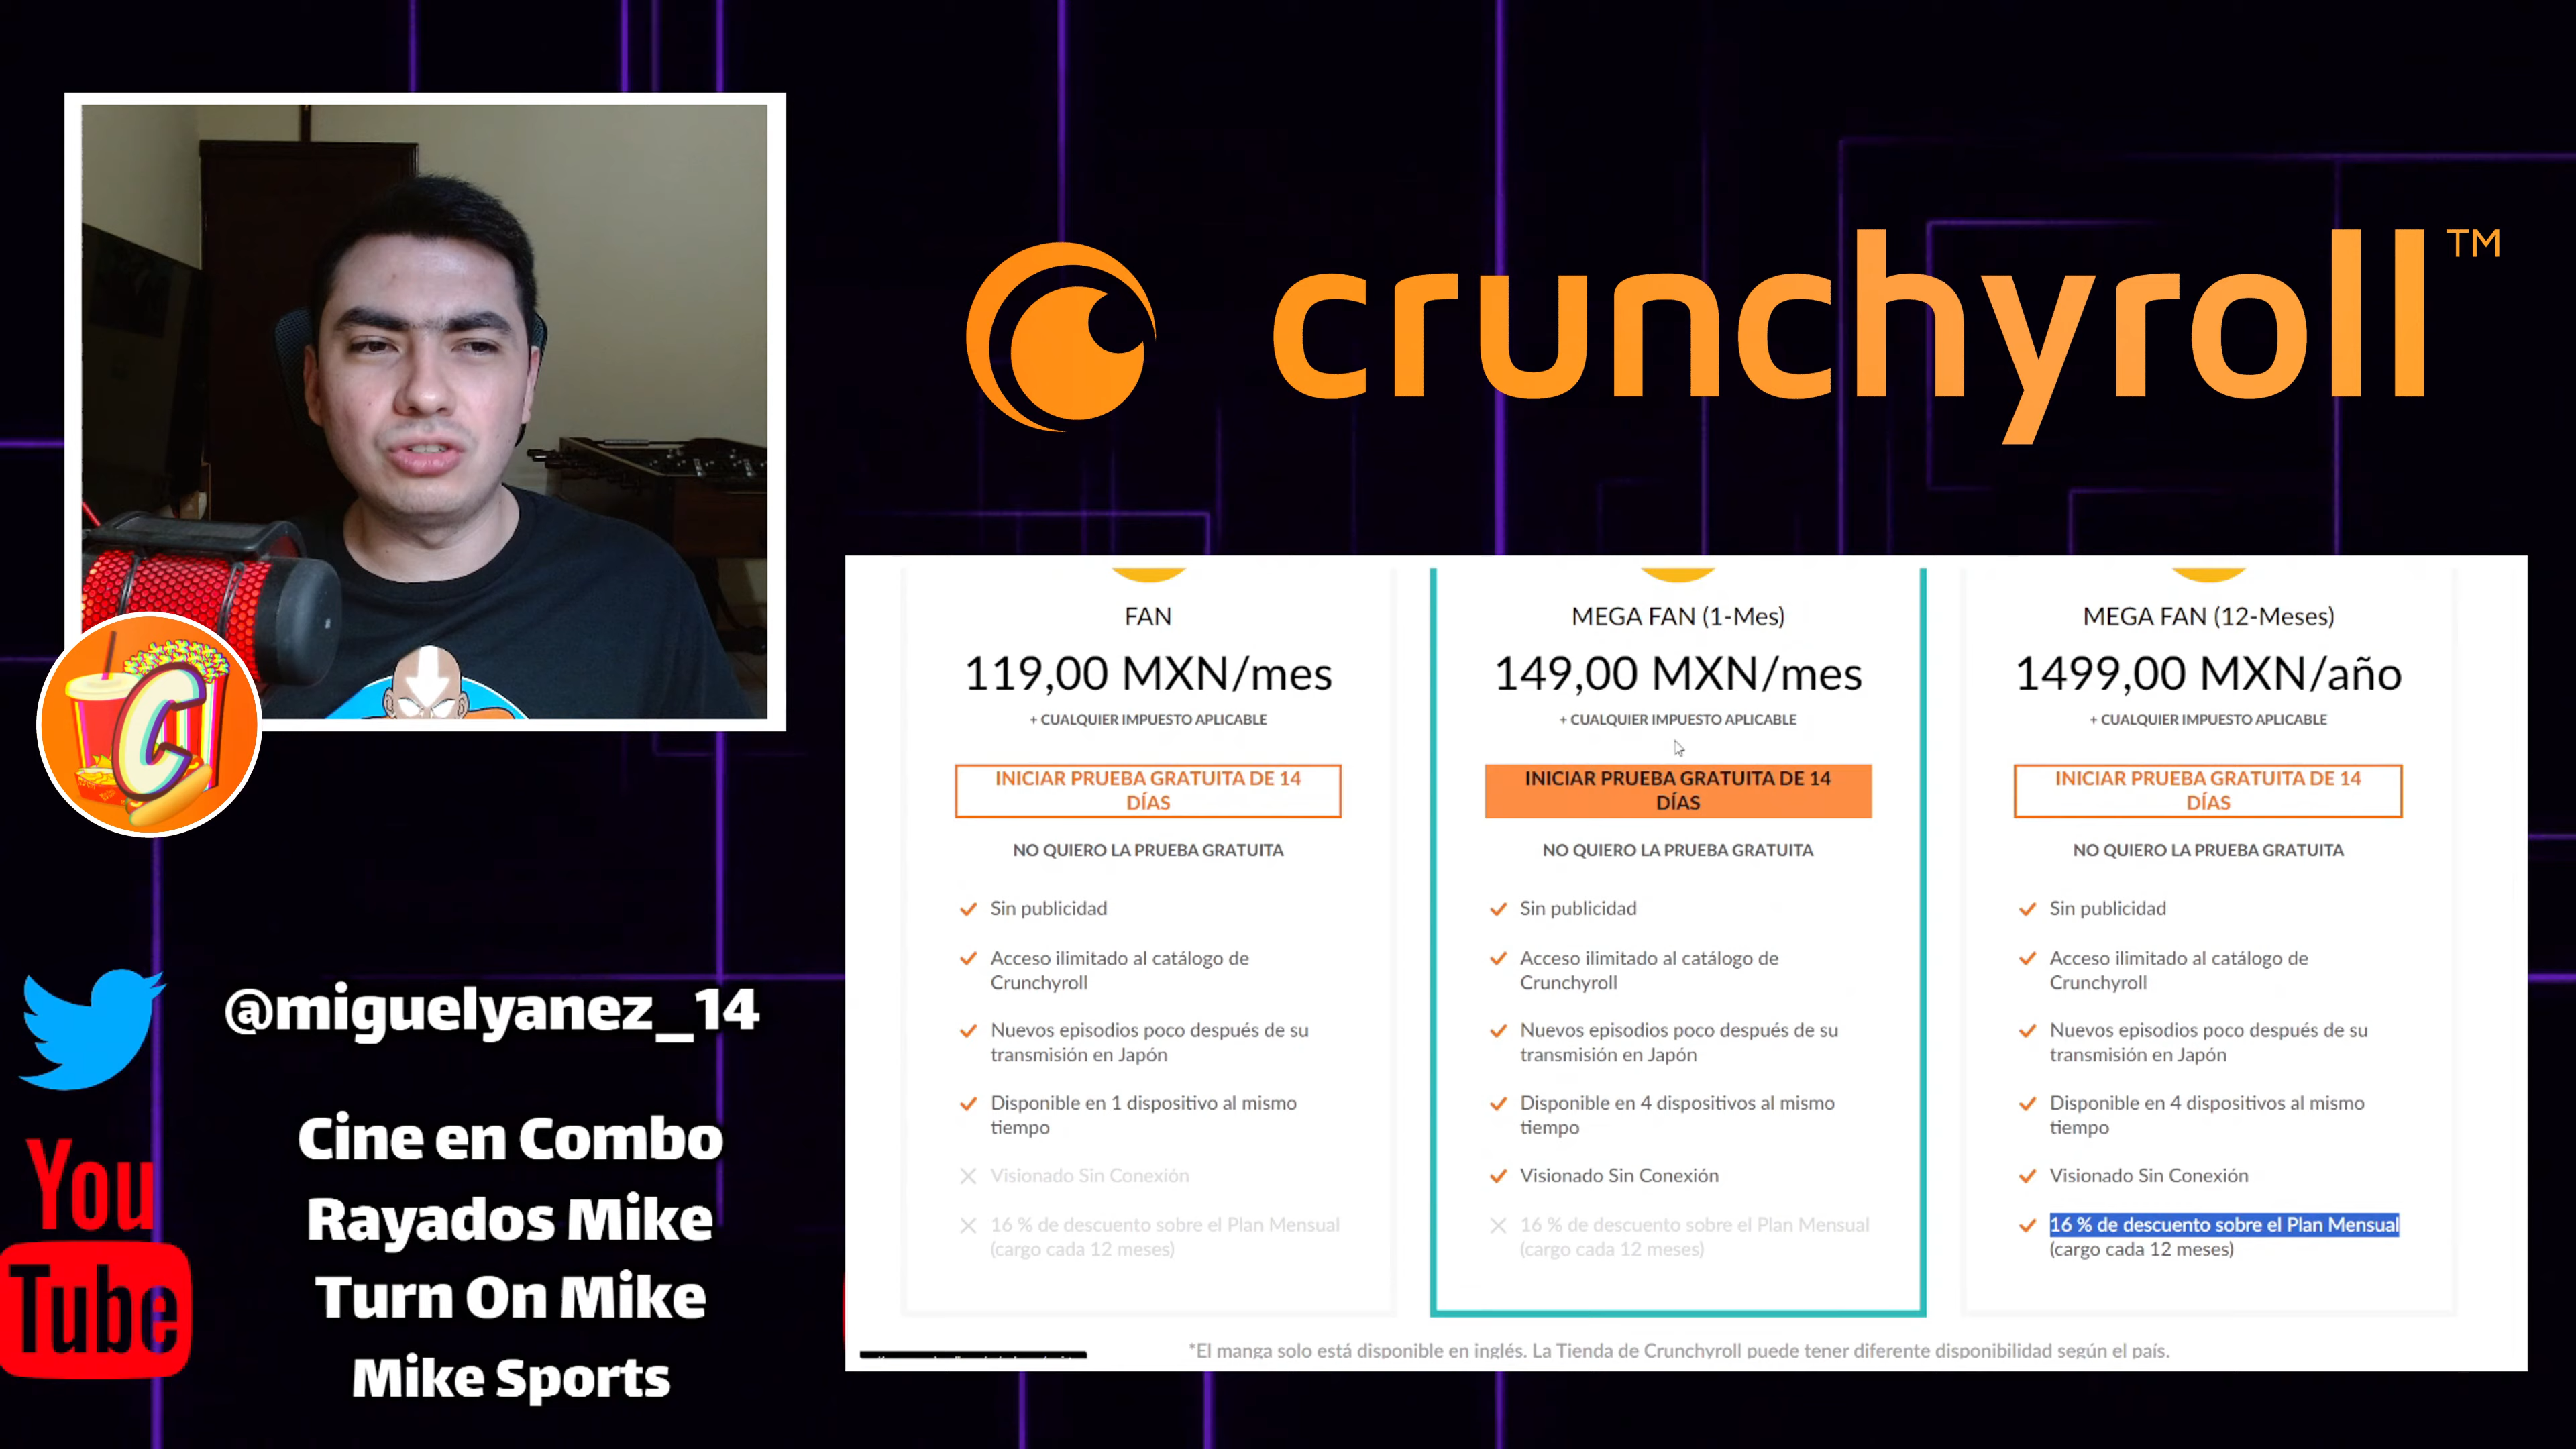 crunchyroll™
FAN
119,00 MXN/mes
+ CUALQUIER IMPUESTO APLICABLE
INICIAR PRUEBA GRATUITA DE 14
DÍAS
NO QUIERO LA PRUEBA GRATUITA
Sin publicidad
Acceso ilimitado al catálogo de
Crunchyroll
Nuevos episodios poco después de su
transmisión en Japón
Disponible en 1 dispositivo al mismo
tiempo
Visionado Sin Conexión
16 % de descuento sobre el Plan Mensual
(cargo cada 12 meses)
MEGA FAN (1-Mes)
149,00 MXN/mes
+ CUALQUIER IMPUESTO APLICABLE
INICIAR PRUEBA GRATUITA DE 14
DÍAS
NO QUIERO LA PRUEBA GRATUITA
Sin publicidad
Acceso ilimitado al catálogo de
Crunchyroll
Nuevos episodios poco después de su
transmisión en Japón
Disponible en 4 dispositivos al mismo
tiempo
Visionado Sin Conexión
16 % de descuento sobre el Plan Mensual
(cargo cada 12 meses)
MEGA FAN (12-Meses)
1499,00 MXN/año
+ CUALQUIER IMPUESTO APLICABLE
INICIAR PRUEBA GRATUITA DE 14
DÍAS
NO QUIERO LA PRUEBA GRATUITA
Sin publicidad
Acceso ilimitado al catálogo de
Crunchyroll
Nuevos episodios poco después de su
transmisión en Japón
Disponible en 4 dispositivos al mismo
tiempo
Visionado Sin Conexión
16 % de descuento sobre el Plan Mensual
(cargo cada 12 meses)
*El manga solo está disponible en inglés. La Tienda de Crunchyroll puede tener diferente disponibilidad según el país.
C
@miguelyanez_14
You
Tube
Cine en Combo
Rayados Mike
Turn On Mike
Mike Sports